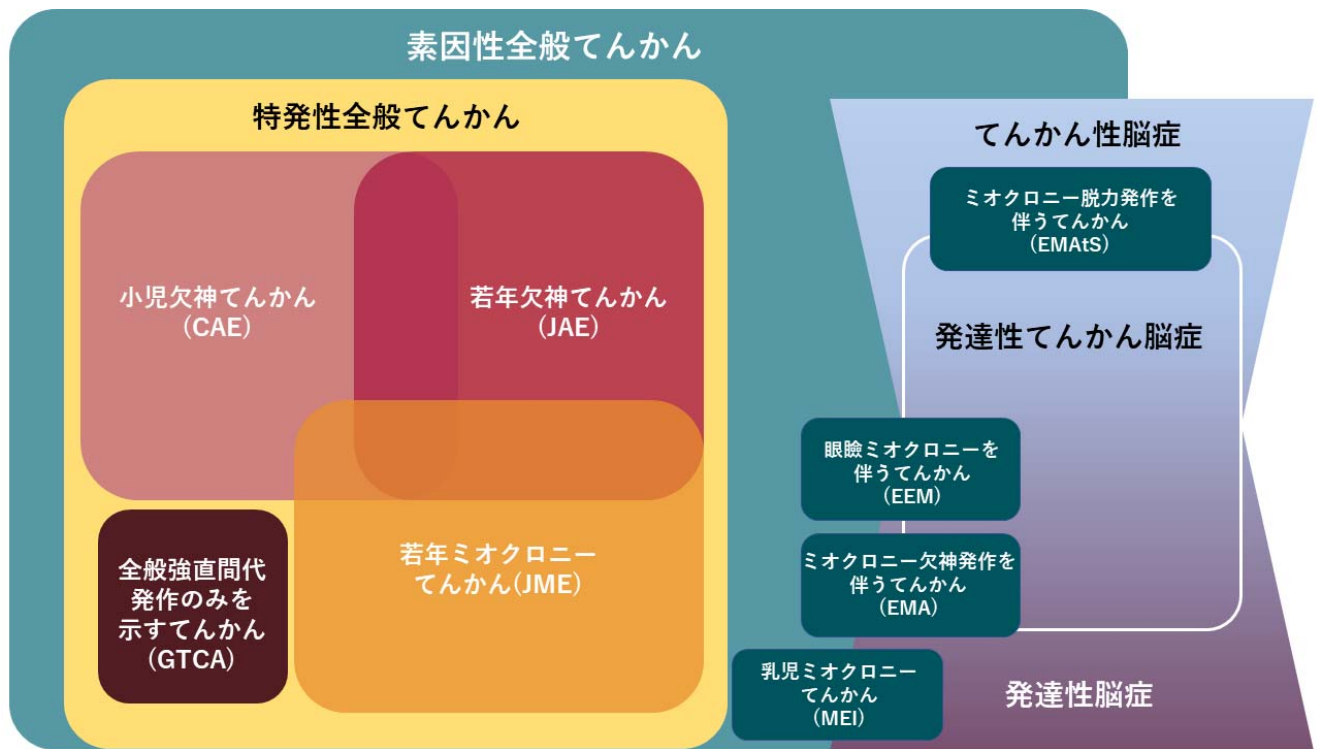 素因性全般てんかん
特発性全般てんかん
小児欠神てんかん
(CAE)
若年欠神てんかん
(JAE)
全般強直間代
発作のみを
示すてんかん
(GTCA)
若年ミオクロニー
てんかん(JME)
てんかん性脳症
ミオクロニー脱力発作を
伴うてんかん
(EMAtS)
発達性てんかん脳症
眼瞼ミオクロニーを
伴うてんかん
(EEM)
ミオクロニー欠神発作を
伴うてんかん
(EMA)
乳児ミオクロニー
てんかん
(MEI)
発達性脳症